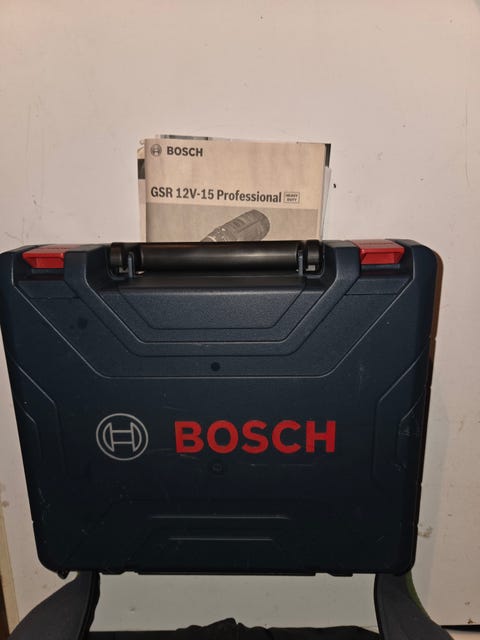 BOSCH
GSR 12V-15 Professional HEAVY DUTY
BOSCH